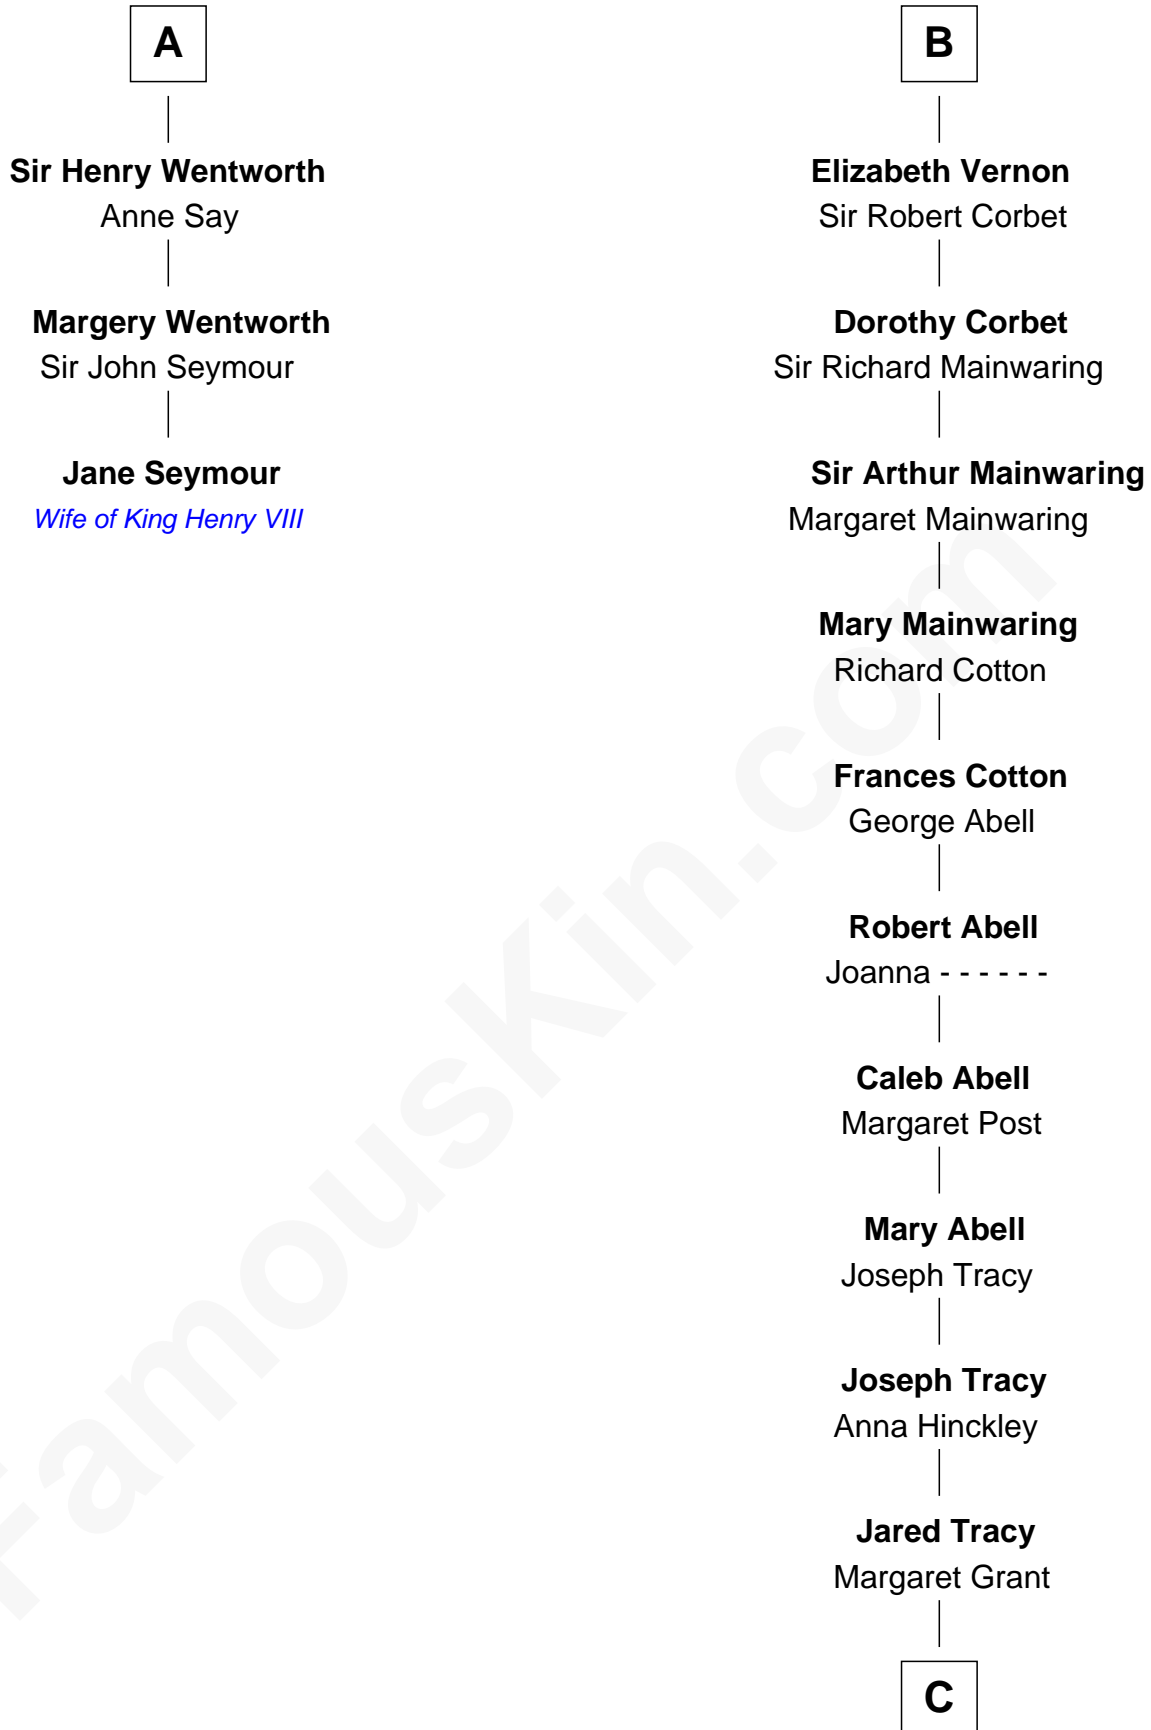 A
Sir Henry Wentworth
Anne Say
Margery Wentworth
Sir John Seymour
Jane Seymour
Wife of King Henry VIII
B
Elizabeth Vernon
Sir Robert Corbet
Dorothy Corbet
Sir Richard Mainwaring
Sir Arthur Mainwaring
Margaret Mainwaring
Mary Mainwaring
Richard Cotton
Frances Cotton
George Abell
Robert Abell
Joanna - - - - - -
Caleb Abell
Margaret Post
Mary Abell
Joseph Tracy
Joseph Tracy
Anna Hinckley
Jared Tracy
Margaret Grant
C
FamousKin.com